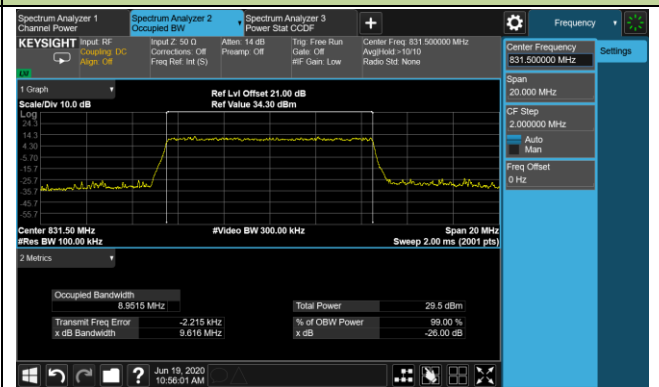 Spectrum Analyzer 1
Channel Power
Spectrum Analyzer 2
Occupied BW
Spectrum Analyzer 3
Power Stat CCDF
Frequency
KEYSIGHT
Input: RF
Coupling: DC
Align: Off
Input Z: 50 Ω
Corrections: Off
Freq Ref: Int (S)
Atten: 14 dB
Preamp: Off
Trig: Free Run
Gate: Off
#IF Gain: Low
Center Freq: 831.500000 MHz
Avg|Hold:>10/10
Radio Std: None
Center Frequency
831.500000 MHz
Settings
Span
20.000 MHz
CF Step
2.000000 MHz
Auto
Man
Freq Offset
0 Hz
1 Graph
Scale/Div 10.0 dB
Ref Lvl Offset 21.00 dB
Ref Value 34.30 dBm
Log
24.3
14.3
4.30
-5.70
-15.7
-25.7
-35.7
-45.7
-55.7
Center 831.50 MHz
#Video BW 300.00 kHz
Span 20 MHz
#Res BW 100.00 kHz
Sweep 2.00 ms (2001 pts)
2 Metrics
Occupied Bandwidth
8.9515 MHz
Total Power 29.5 dBm
Transmit Freq Error -2.215 kHz
% of OBW Power 99.00 %
x dB Bandwidth 9.616 MHz
x dB -26.00 dB
Jun 19, 2020
10:56:01 AM